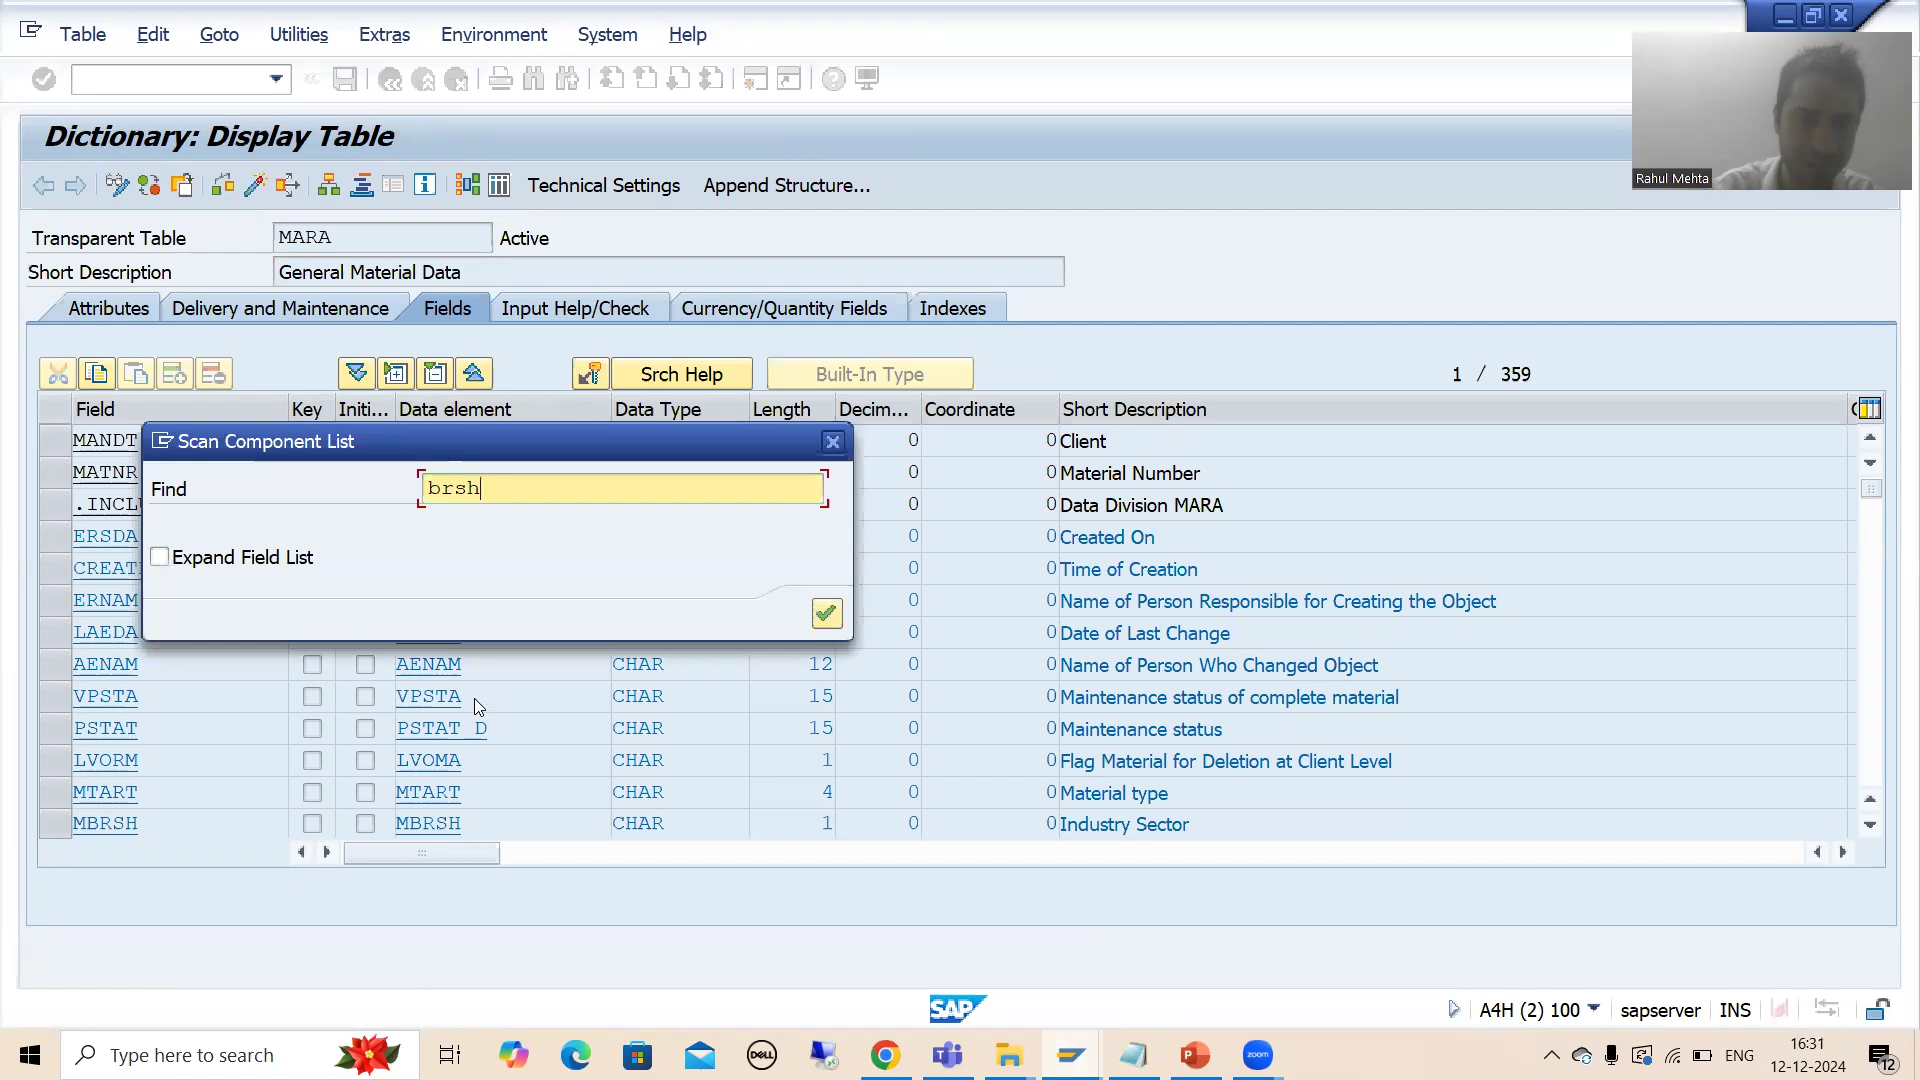 Table Edit Goto Utilities Extras Environment System Help
Rahul Mehta
Dictionary: Display Table
Technical Settings Append Structure...
Transparent Table MARA Active
Short Description General Material Data
Attributes Delivery and Maintenance Fields Input Help/Check Currency/Quantity Fields Indexes
Srch Help Built-In Type 1 / 359
Field Key Initi... Data element Data Type Length Decim... Coordinate Short Description
MANDT 0 0 Client
Scan Component List
MATNR 0 0 Material Number
Find brsh
.INCLU 0 0 Data Division MARA
ERSDA 0 0 Created On
Expand Field List
CREAT 0 0 Time of Creation
ERNAM 0 0 Name of Person Responsible for Creating the Object
LAEDA 0 0 Date of Last Change
AENAM AENAM CHAR 12 0 0 Name of Person Who Changed Object
VPSTA VPSTA CHAR 15 0 0 Maintenance status of complete material
PSTAT PSTAT_D CHAR 15 0 0 Maintenance status
LVORM LVOMA CHAR 1 0 0 Flag Material for Deletion at Client Level
MTART MTART CHAR 4 0 0 Material type
MBRSH MBRSH CHAR 1 0 0 Industry Sector
SAP A4H (2) 100 sapserver INS
Type here to search DELL zoom ENG 16:31
12-12-2024 12